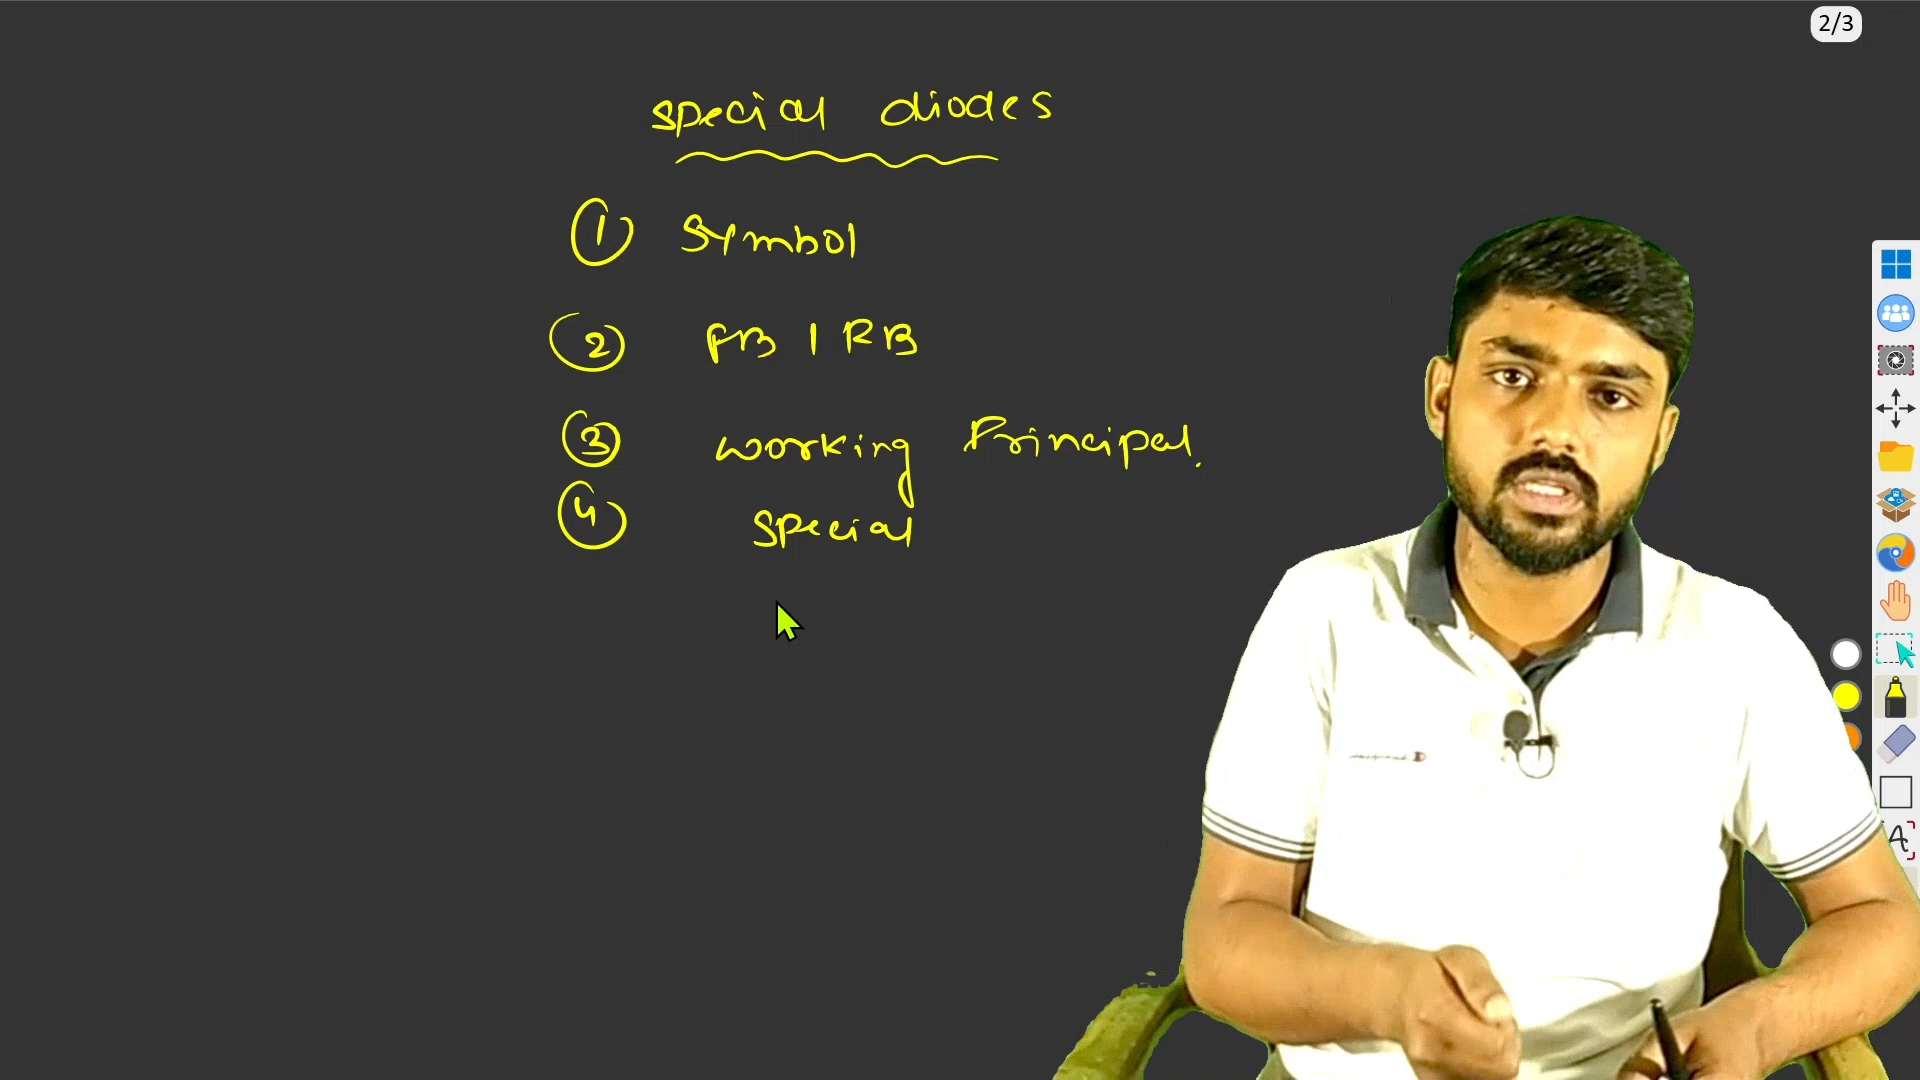 2/3
special diodes
① Symbol
② FB | RB
③ working Principal.
④ special
A